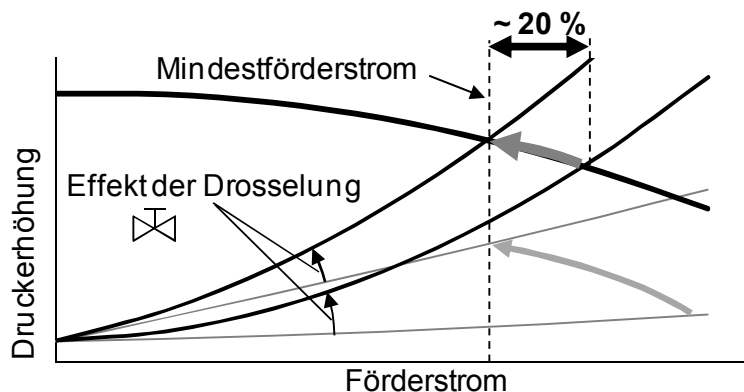 ~ 20 %
Mindestförderstrom
Effekt der Drosselung
Druckerhöhung
Förderstrom